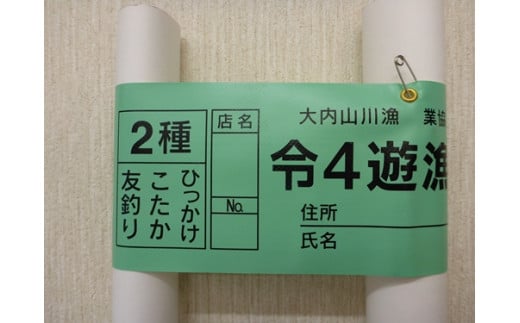 2種
ひっかけ
こたか
友釣り
店名
No.
大内山川漁 業協
令4遊漁
住所
氏名